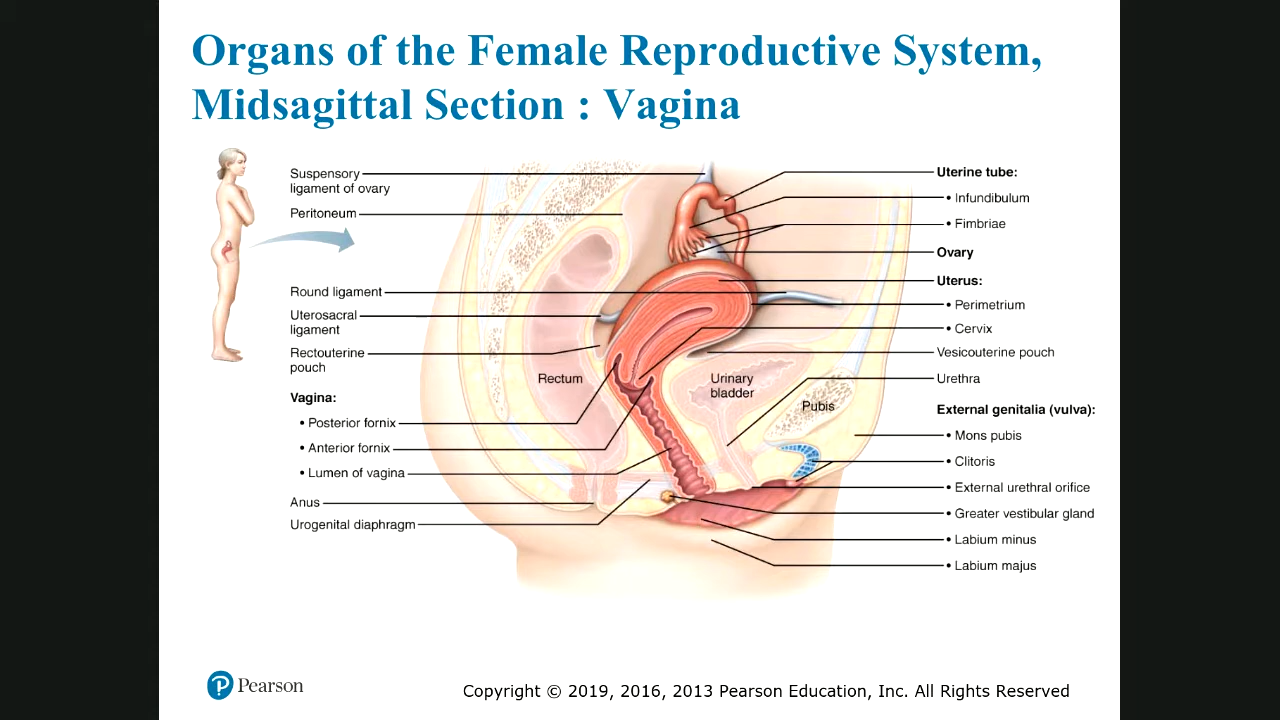 Organs of the Female Reproductive System,
Midsagittal Section : Vagina
Suspensory
ligament of ovary
Peritoneum
Round ligament
Uterosacral
ligament
Rectouterine
pouch
Vagina:
• Posterior fornix
• Anterior fornix
• Lumen of vagina
Anus
Urogenital diaphragm
Rectum
Urinary
bladder
Pubis
Uterine tube:
• Infundibulum
• Fimbriae
Ovary
Uterus:
• Perimetrium
• Cervix
Vesicouterine pouch
Urethra
External genitalia (vulva):
• Mons pubis
• Clitoris
• External urethral orifice
• Greater vestibular gland
• Labium minus
• Labium majus
P Pearson
Copyright © 2019, 2016, 2013 Pearson Education, Inc. All Rights Reserved